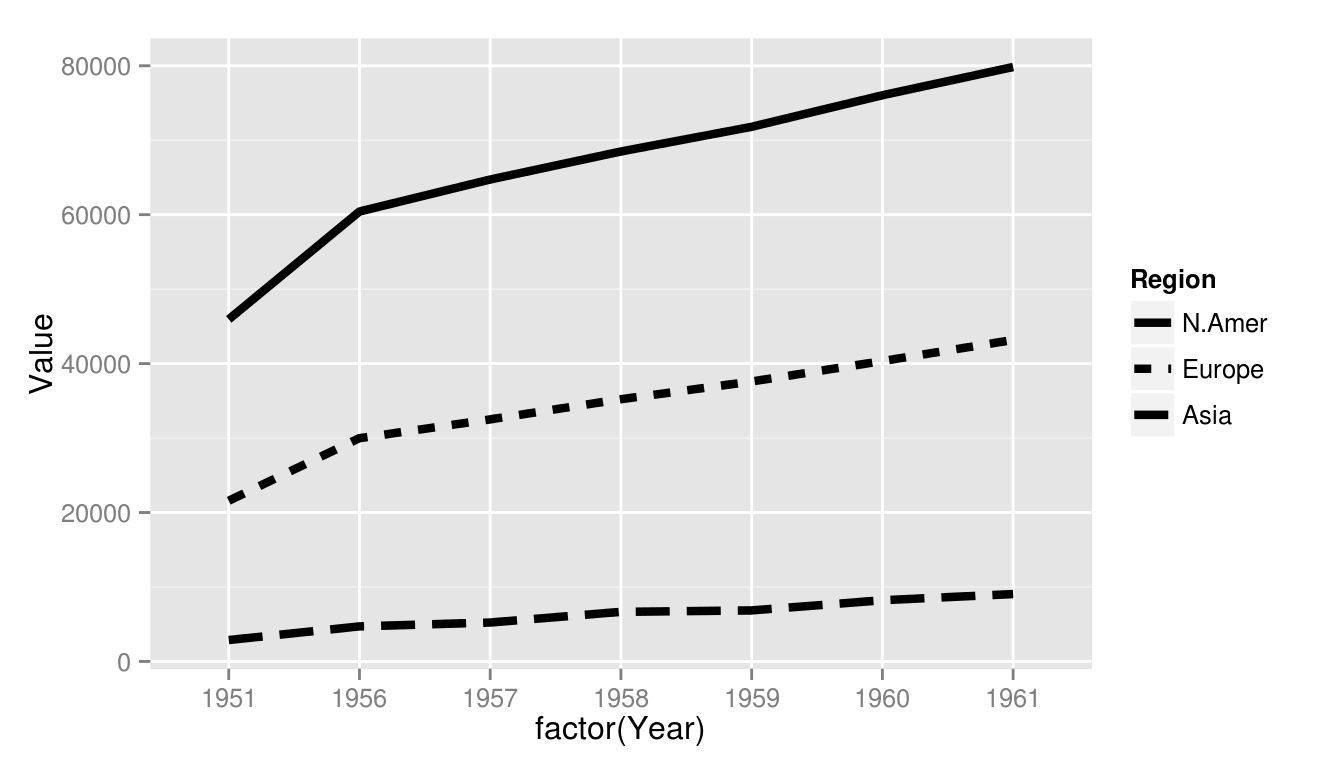 80000
60000
40000
20000
0
Value
1951 1956 1957 1958 1959 1960 1961
factor(Year)
Region
N.Amer
Europe
Asia